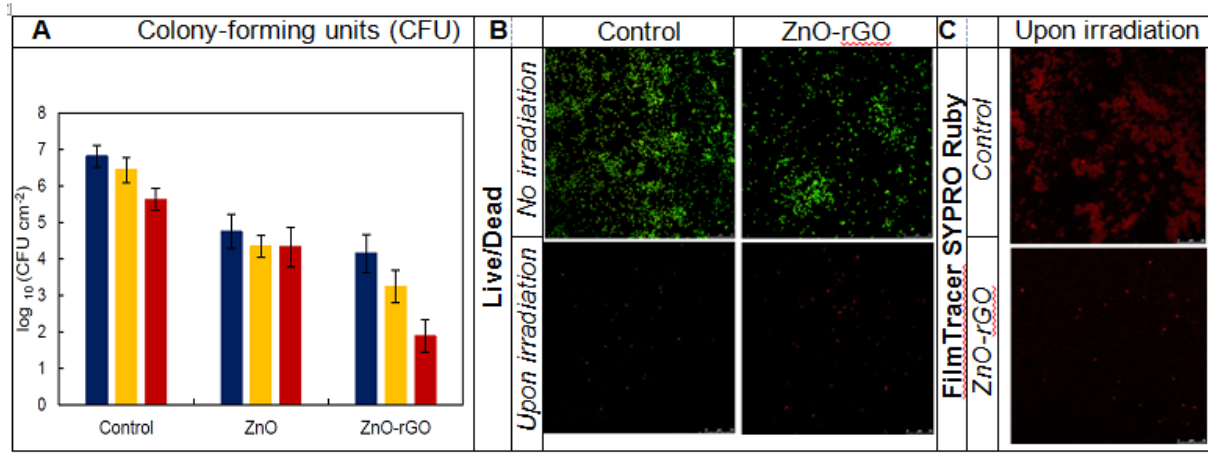 A
Colony-forming units (CFU)
B
Control
ZnO-rGO
C
Upon irradiation
8
7
6
5
4
3
2
1
0
log 10 (CFU cm-2)
Control
ZnO
ZnO-rGO
Live/Dead
No irradiation
Upon irradiation
FilmTracer SYPRO Ruby
Control
ZnO-rGO